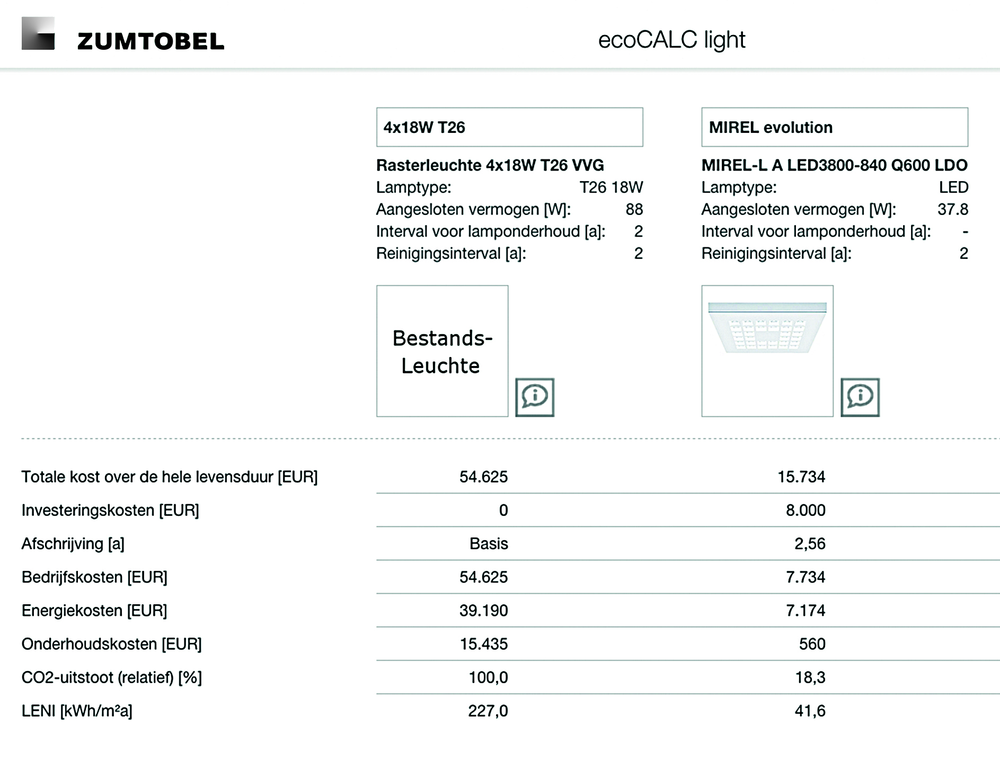 ZUMTOBEL
ecoCALC light
4x18W T26
MIREL evolution
Rasterleuchte 4x18W T26 VVG
MIREL-L A LED3800-840 Q600 LDO
Lamptype: T26 18W
Lamptype: LED
Aangesloten vermogen [W]: 88
Aangesloten vermogen [W]: 37.8
Interval voor lamponderhoud [a]: 2
Interval voor lamponderhoud [a]: -
Reinigingsinterval [a]: 2
Reinigingsinterval [a]: 2
Bestands-
Leuchte
i
i
Totale kost over de hele levensduur [EUR] 54.625 15.734
Investeringskosten [EUR] 0 8.000
Afschrijving [a] Basis 2,56
Bedrijfskosten [EUR] 54.625 7.734
Energiekosten [EUR] 39.190 7.174
Onderhoudskosten [EUR] 15.435 560
CO2-uitstoot (relatief) [%] 100,0 18,3
LENI [kWh/m²a] 227,0 41,6